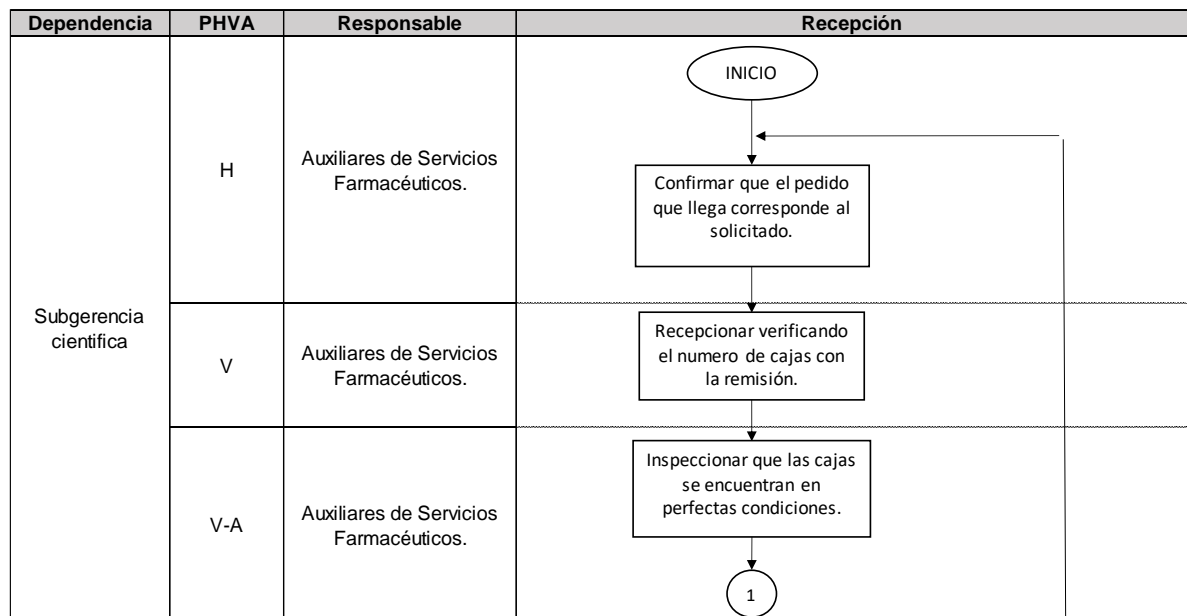 Dependencia PHVA Responsable Recepción
INICIO
Subgerencia
cientifica
H
Auxiliares de Servicios
Farmacéuticos.
Confirmar que el pedido
que llega corresponde al
solicitado.
V
Auxiliares de Servicios
Farmacéuticos.
Recepcionar verificando
el numero de cajas con
la remisión.
V-A
Auxiliares de Servicios
Farmacéuticos.
Inspeccionar que las cajas
se encuentran en
perfectas condiciones.
1